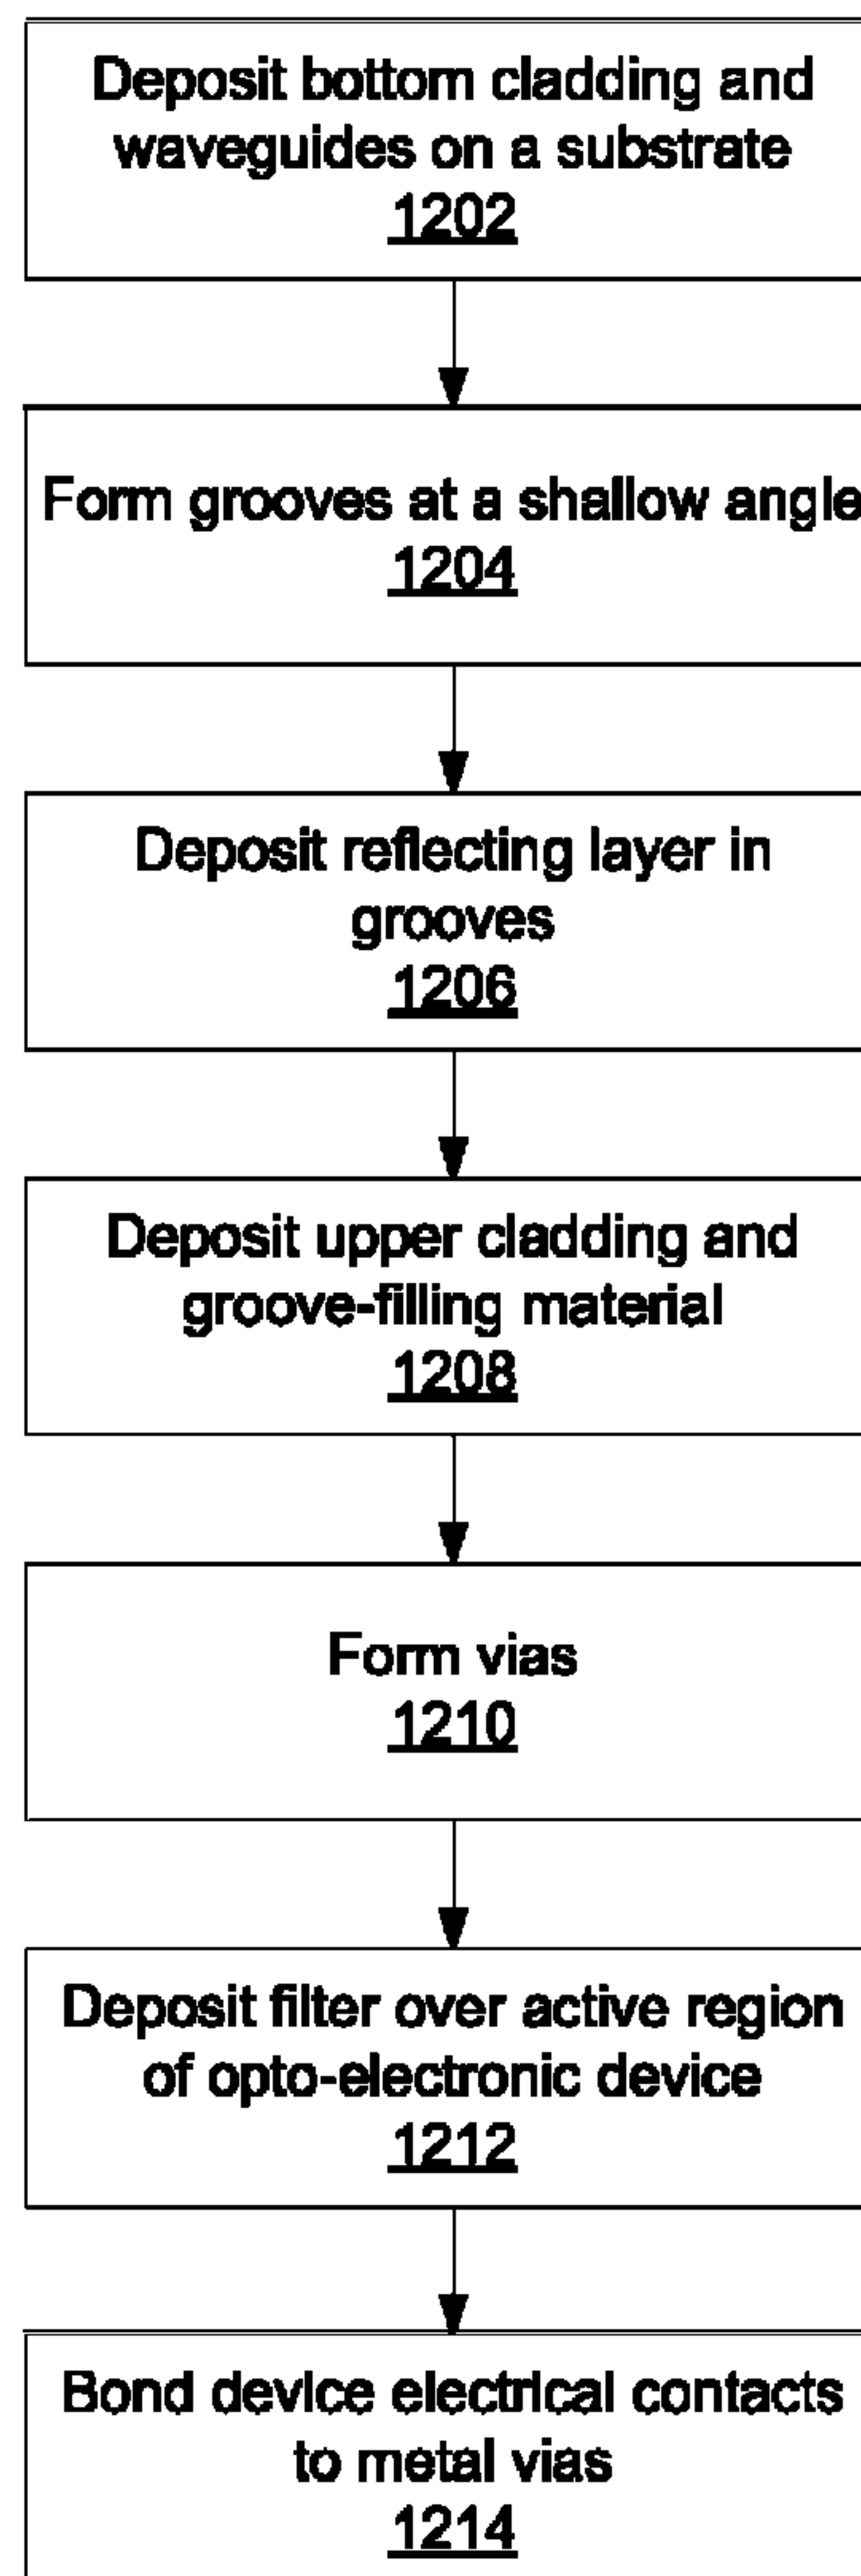 Deposit bottom cladding and
waveguides on a substrate
1202
Form grooves at a shallow angle
1204
Deposit reflecting layer in
grooves
1206
Deposit upper cladding and
groove-filling material
1208
Form vias
1210
Deposit filter over active region
of opto-electronic device
1212
Bond device electrical contacts
to metal vias
1214